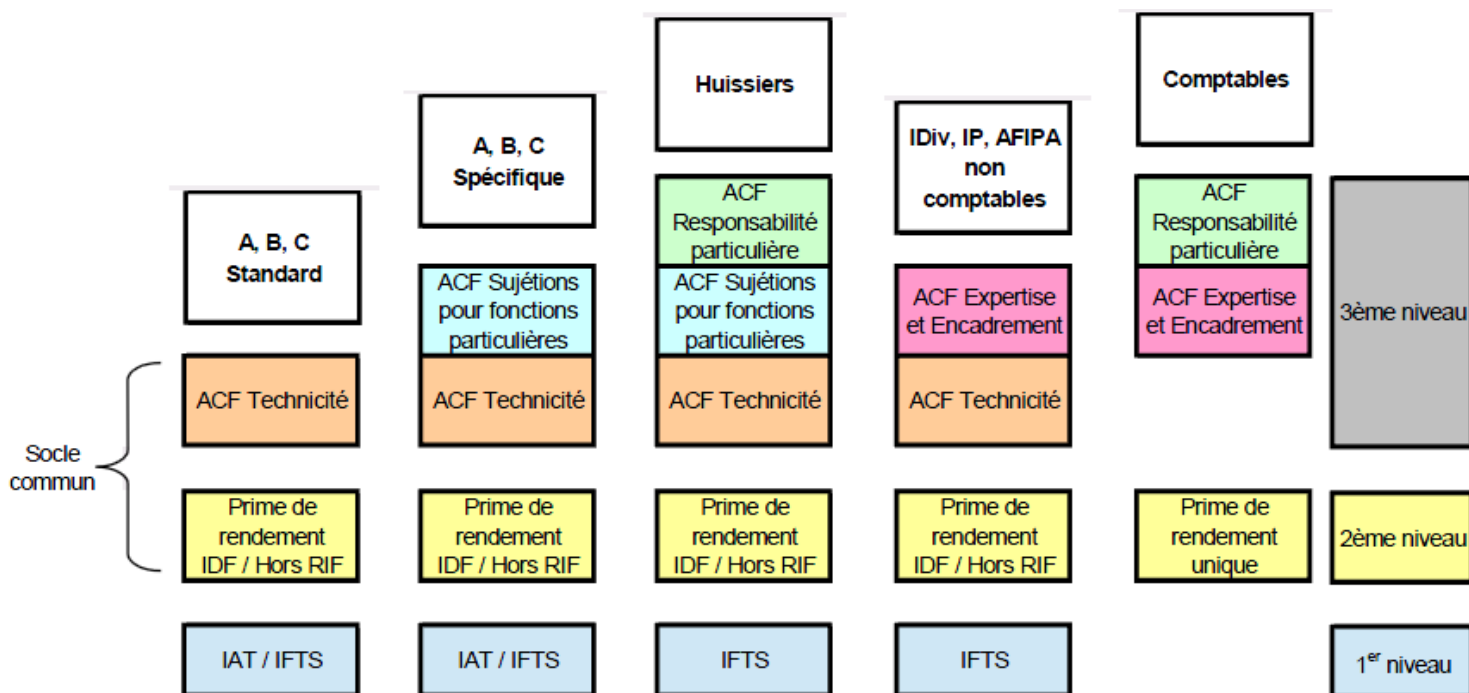 Huissiers
Comptables
A, B, C
Spécifique
IDiv, IP, AFIPA
non
comptables
A, B, C
Standard
ACF
Responsabilité
particulière
ACF
Responsabilité
particulière
ACF Sujétions
pour fonctions
particulières
ACF Sujétions
pour fonctions
particulières
ACF Expertise
et Encadrement
ACF Expertise
et Encadrement
3ème niveau
ACF Technicité
ACF Technicité
ACF Technicité
ACF Technicité
Socle
commun
Prime de
rendement
IDF / Hors RIF
Prime de
rendement
IDF / Hors RIF
Prime de
rendement
IDF / Hors RIF
Prime de
rendement
IDF / Hors RIF
Prime de
rendement
unique
2ème niveau
IAT / IFTS
IAT / IFTS
IFTS
IFTS
1er niveau